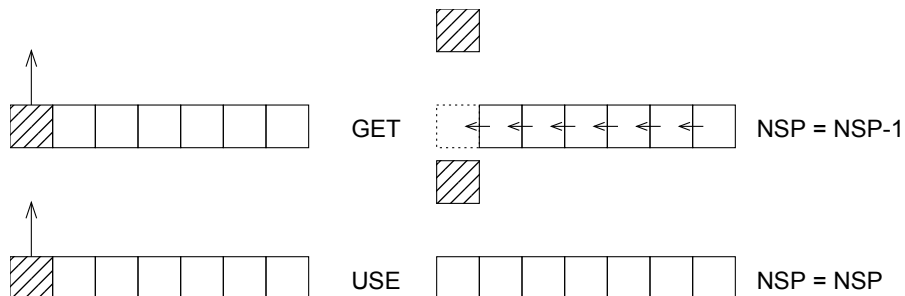 GET NSP = NSP-1
USE NSP = NSP